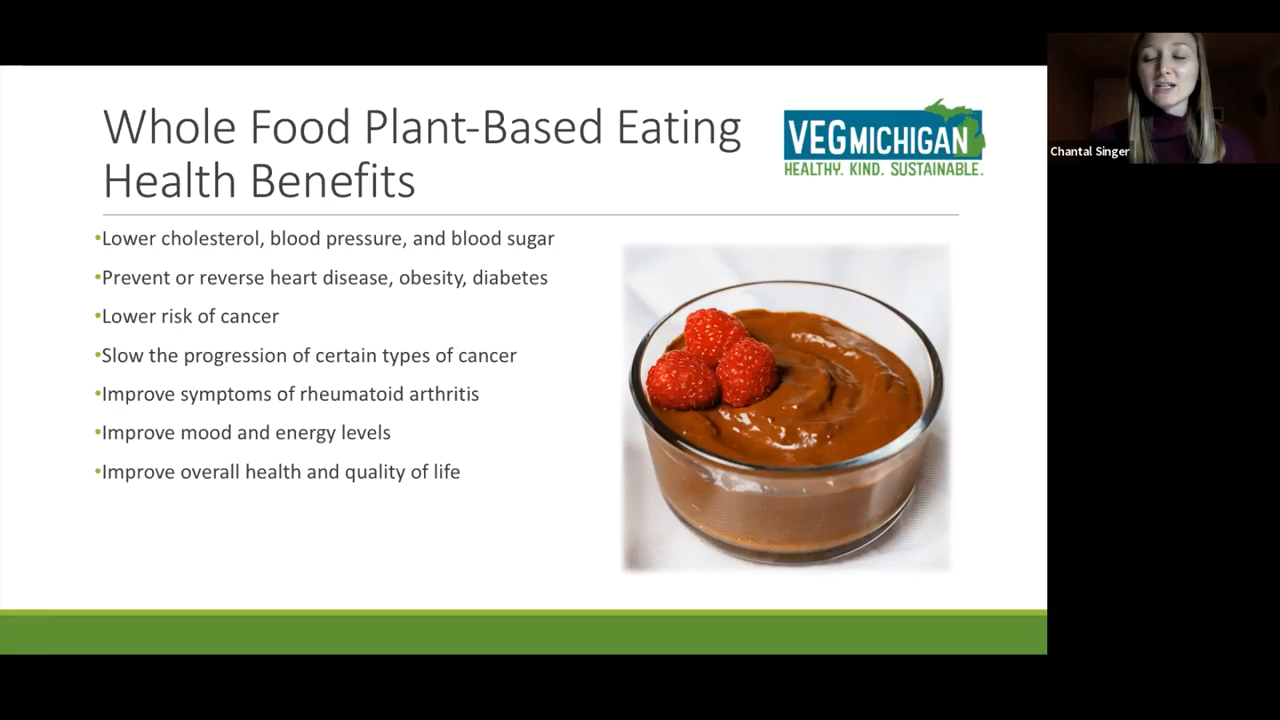 Whole Food Plant-Based Eating
Health Benefits
VEGMICHIGAN
HEALTHY. KIND. SUSTAINABLE.
Chantal Singer
•Lower cholesterol, blood pressure, and blood sugar
•Prevent or reverse heart disease, obesity, diabetes
•Lower risk of cancer
•Slow the progression of certain types of cancer
•Improve symptoms of rheumatoid arthritis
•Improve mood and energy levels
•Improve overall health and quality of life